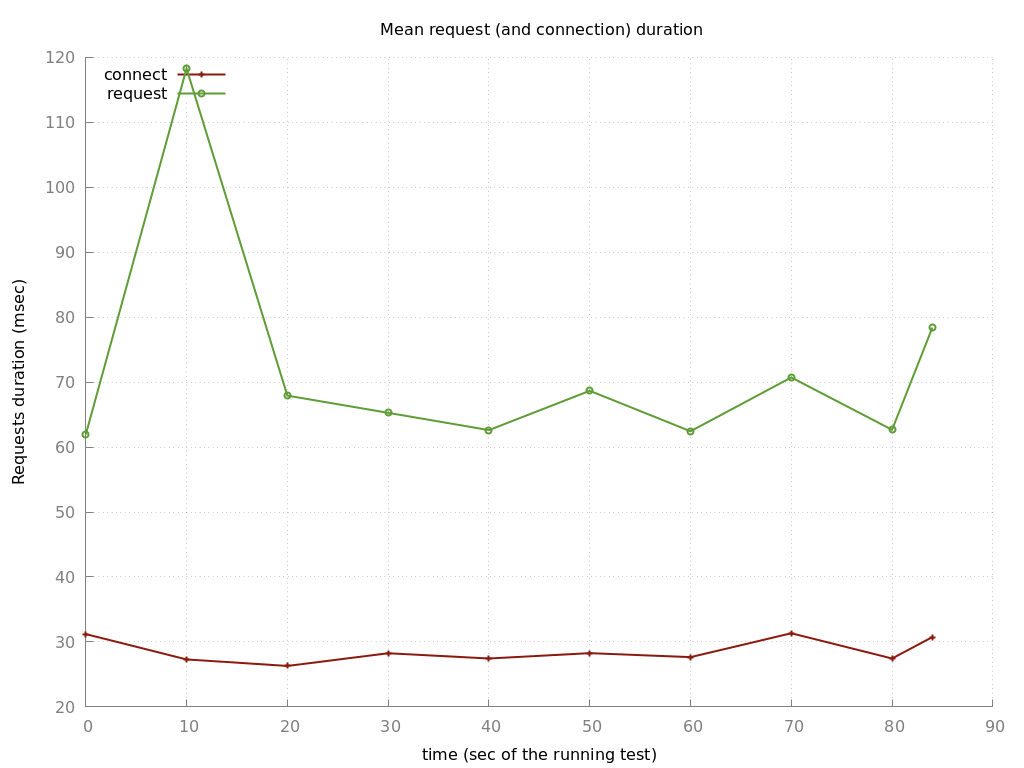 Mean request (and connection) duration
120
connect
request
110
100
90
80
70
60
50
40
30
20
Requests duration (msec)
0 10 20 30 40 50 60 70 80 90
time (sec of the running test)